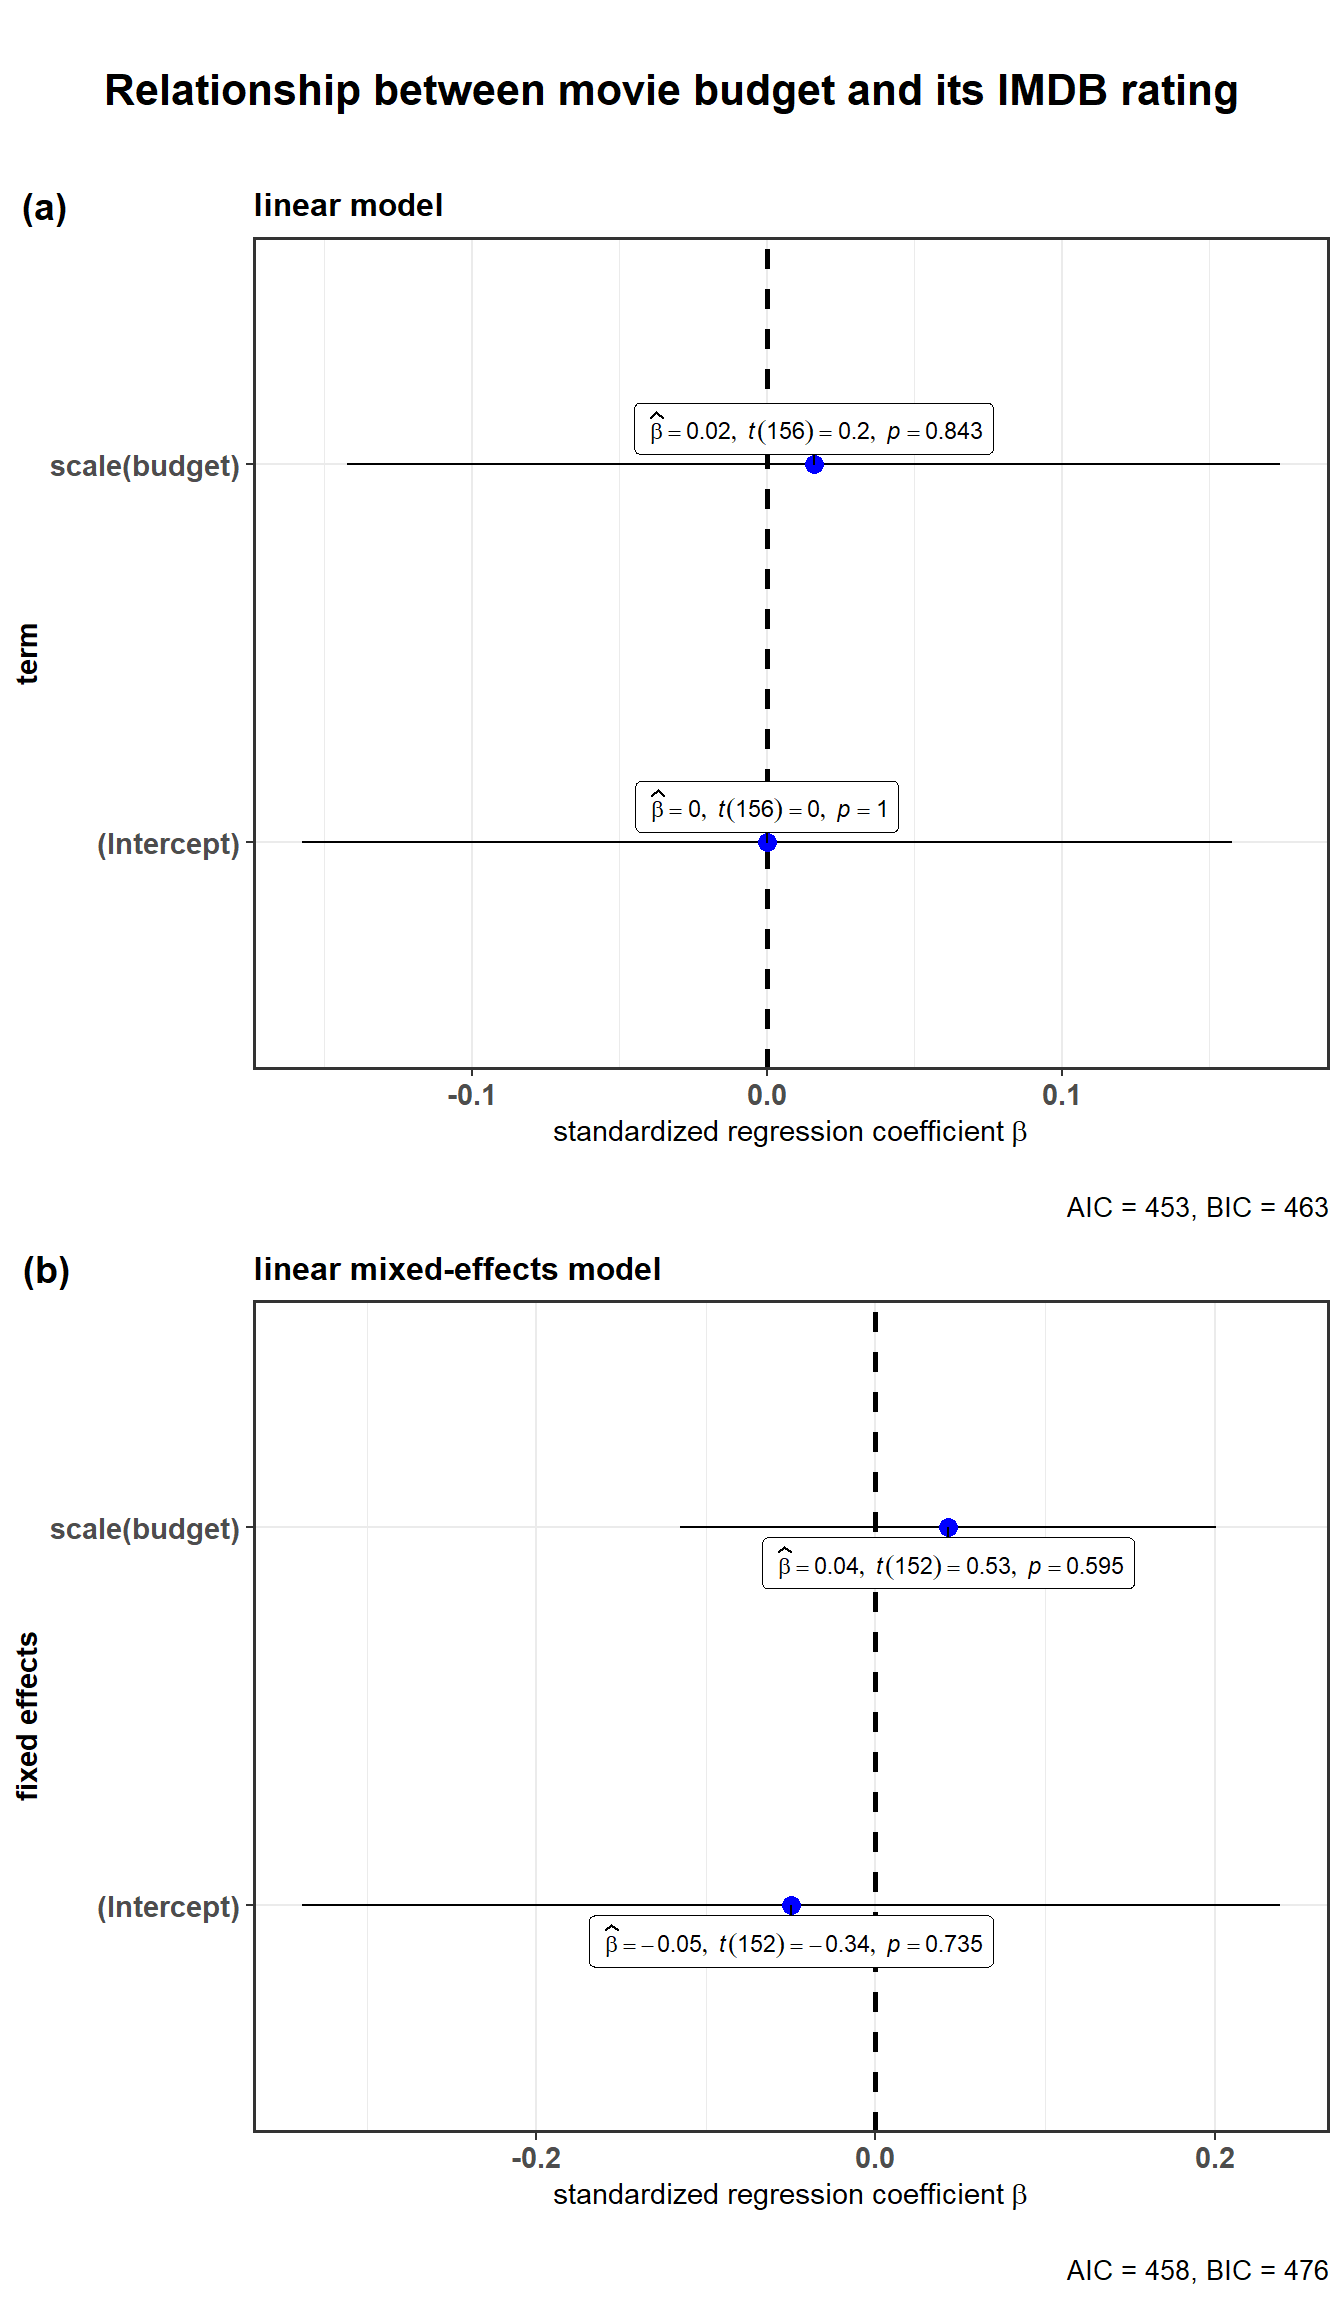 Relationship between movie budget and its IMDB rating
(a)
linear model
β̂ = 0.02, t(156) = 0.2, p = 0.843
scale(budget)
term
β̂ = 0, t(156) = 0, p = 1
(Intercept)
-0.1 0.0 0.1
standardized regression coefficient β
AIC = 453, BIC = 463
(b)
linear mixed-effects model
scale(budget)
β̂ = 0.04, t(152) = 0.53, p = 0.595
fixed effects
(Intercept)
β̂ = −0.05, t(152) = −0.34, p = 0.735
-0.2 0.0 0.2
standardized regression coefficient β
AIC = 458, BIC = 476